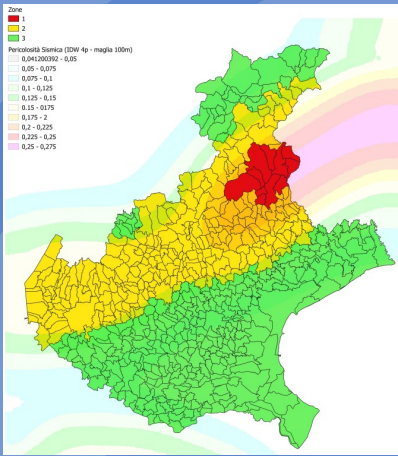 Zone
1
2
3
Pericolosità Sismica (IDW 4p - maglia 100m)
0,041200392 - 0,05
0,05 - 0,075
0,075 - 0,1
0,1 - 0,125
0,125 - 0,15
0.15 - 0175
0,175 - 2
0,2 - 0,225
0,225 - 0,25
0,25 - 0,275